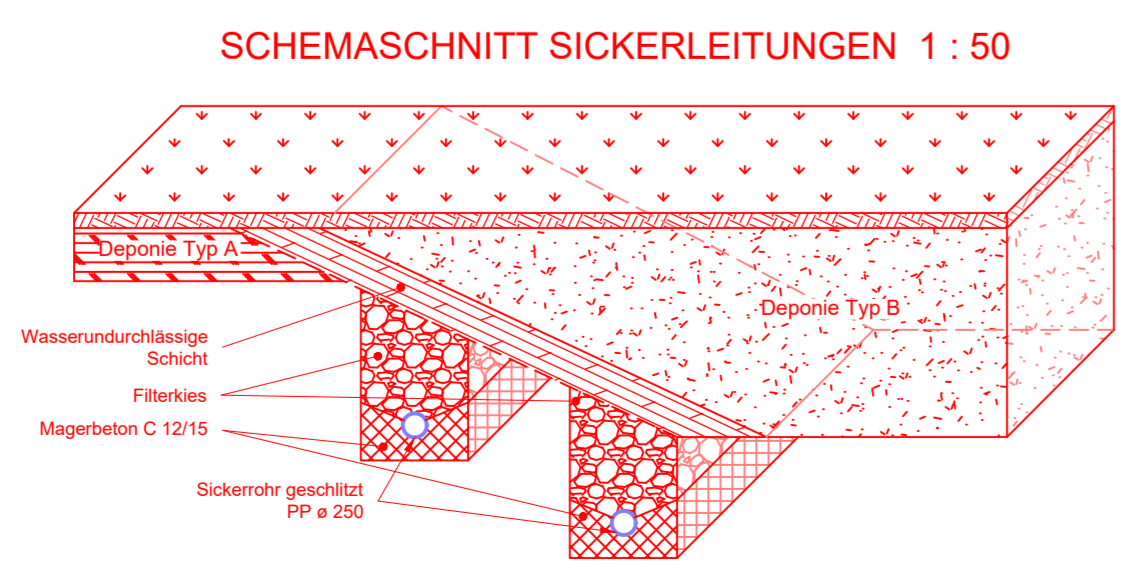 SCHEMASCHNITT SICKERLEITUNGEN 1 : 50
Deponie Typ A
Deponie Typ B
Wasserundurchlässige
Schicht
Filterkies
Magerbeton C 12/15
Sickerrohr geschlitzt
PP ø 250